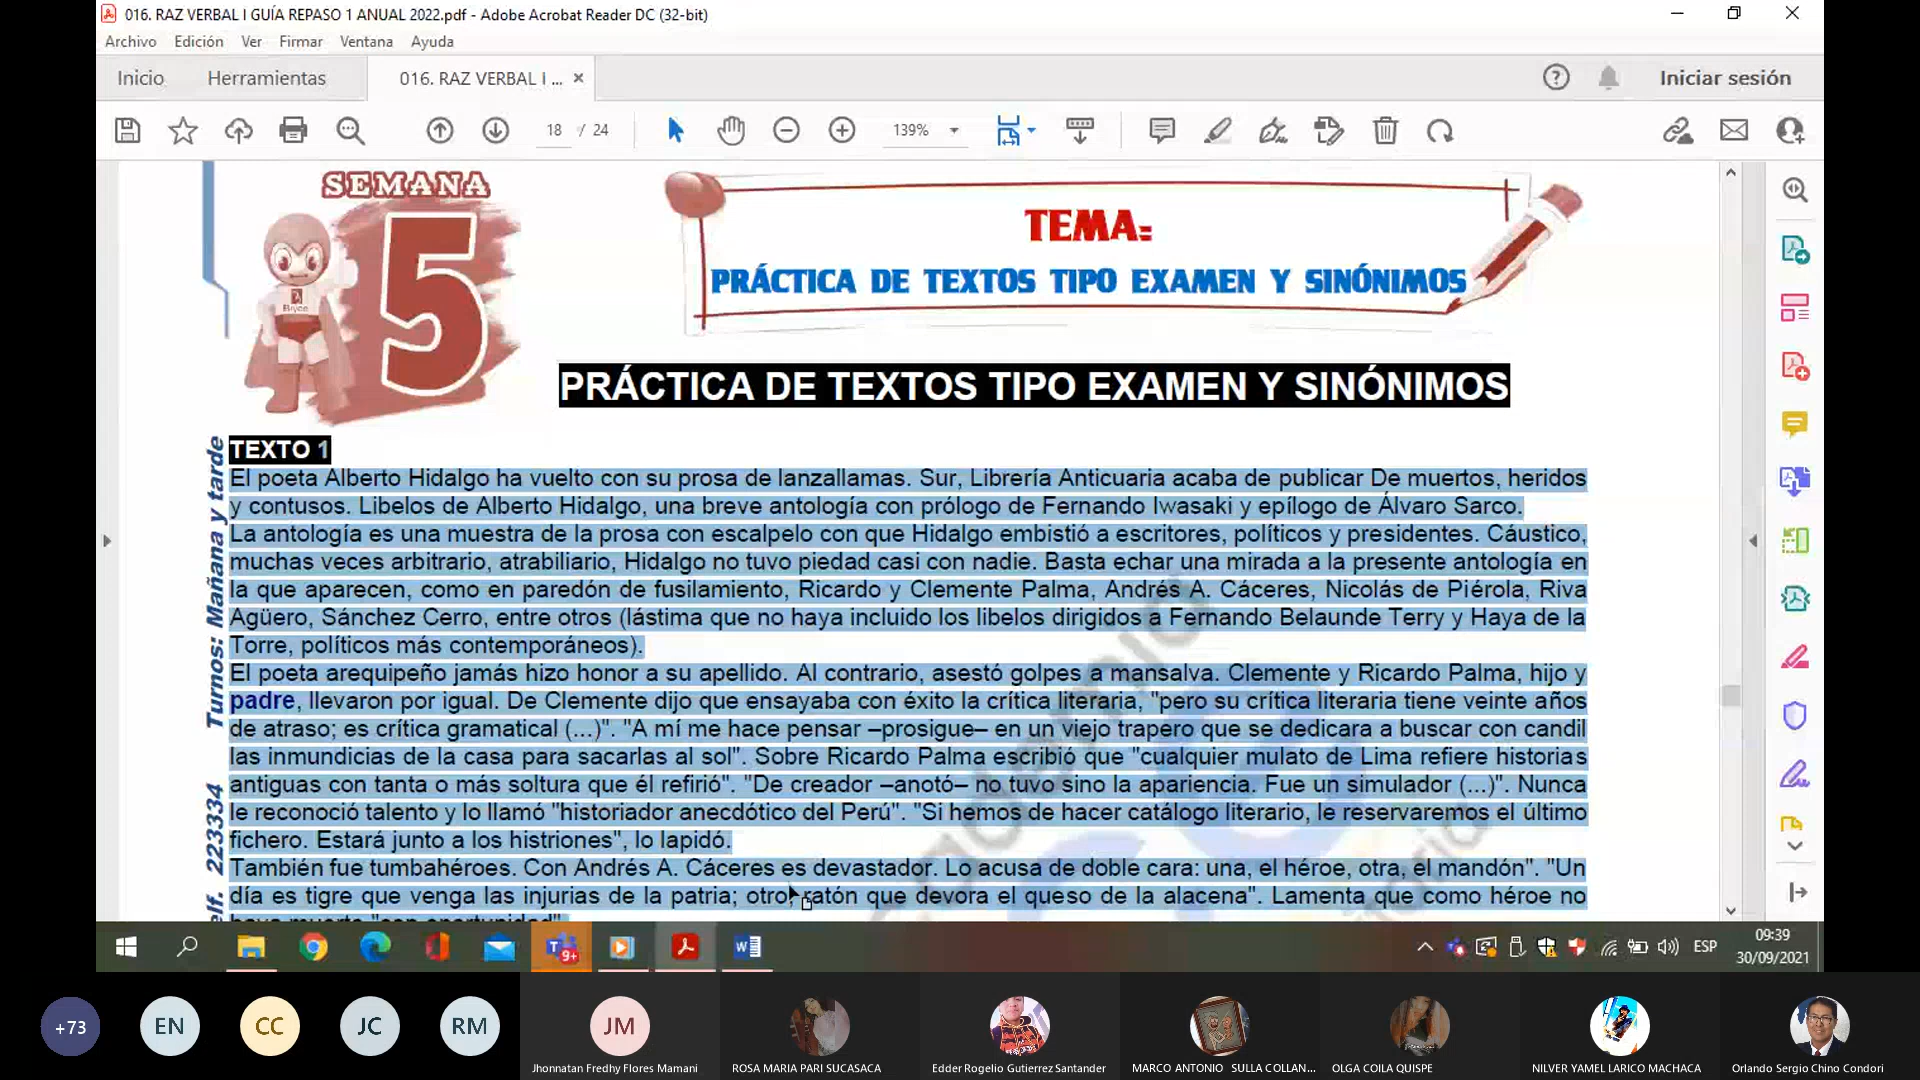 016. RAZ VERBAL I GUÍA REPASO 1 ANUAL 2022.pdf - Adobe Acrobat Reader DC (32-bit)
Archivo Edición Ver Firmar Ventana Ayuda
Inicio Herramientas 016. RAZ VERBAL I ... × Iniciar sesión
18 / 24 139%
SEMANA
5
TEMA:
PRÁCTICA DE TEXTOS TIPO EXAMEN Y SINÓNIMOS
PRÁCTICA DE TEXTOS TIPO EXAMEN Y SINÓNIMOS
Turnos: Mañana y tarde
elf. 223334
TEXTO 1
El poeta Alberto Hidalgo ha vuelto con su prosa de lanzallamas. Sur, Librería Anticuaria acaba de publicar De muertos, heridos
y contusos. Libelos de Alberto Hidalgo, una breve antología con prólogo de Fernando Iwasaki y epílogo de Álvaro Sarco.
La antología es una muestra de la prosa con escalpelo con que Hidalgo embistió a escritores, políticos y presidentes. Cáustico,
muchas veces arbitrario, atrabiliario, Hidalgo no tuvo piedad casi con nadie. Basta echar una mirada a la presente antología en
la que aparecen, como en paredón de fusilamiento, Ricardo y Clemente Palma, Andrés A. Cáceres, Nicolás de Piérola, Riva
Agüero, Sánchez Cerro, entre otros (lástima que no haya incluido los libelos dirigidos a Fernando Belaunde Terry y Haya de la
Torre, políticos más contemporáneos).
El poeta arequipeño jamás hizo honor a su apellido. Al contrario, asestó golpes a mansalva. Clemente y Ricardo Palma, hijo y
padre, llevaron por igual. De Clemente dijo que ensayaba con éxito la crítica literaria, "pero su crítica literaria tiene veinte años
de atraso; es crítica gramatical (...)". "A mí me hace pensar –prosigue– en un viejo trapero que se dedicara a buscar con candil
las inmundicias de la casa para sacarlas al sol". Sobre Ricardo Palma escribió que "cualquier mulato de Lima refiere historias
antiguas con tanta o más soltura que él refirió". "De creador –anotó– no tuvo sino la apariencia. Fue un simulador (...)". Nunca
le reconoció talento y lo llamó "historiador anecdótico del Perú". "Si hemos de hacer catálogo literario, le reservaremos el último
fichero. Estará junto a los histriones", lo lapidó.
También fue tumbahéroes. Con Andrés A. Cáceres es devastador. Lo acusa de doble cara: una, el héroe, otra, el mandón". "Un
día es tigre que venga las injurias de la patria; otro, ratón que devora el queso de la alacena". Lamenta que como héroe no
haya muerto "con oportunidad".
9+ ESP 09:39
30/09/2021
+73 EN CC JC RM JM
Jhonnatan Fredhy Flores Mamani ROSA MARIA PARI SUCASACA Edder Rogelio Gutierrez Santander MARCO ANTONIO SULLA COLLAN... OLGA COILA QUISPE NILVER YAMEL LARICO MACHACA Orlando Sergio Chino Condori